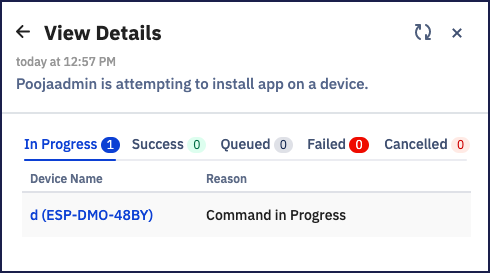 View Details
today at 12:57 PM
Poojaadmin is attempting to install app on a device.
In Progress 1 Success 0 Queued 0 Failed 0 Cancelled 0
Device Name Reason
d (ESP-DMO-48BY) Command in Progress